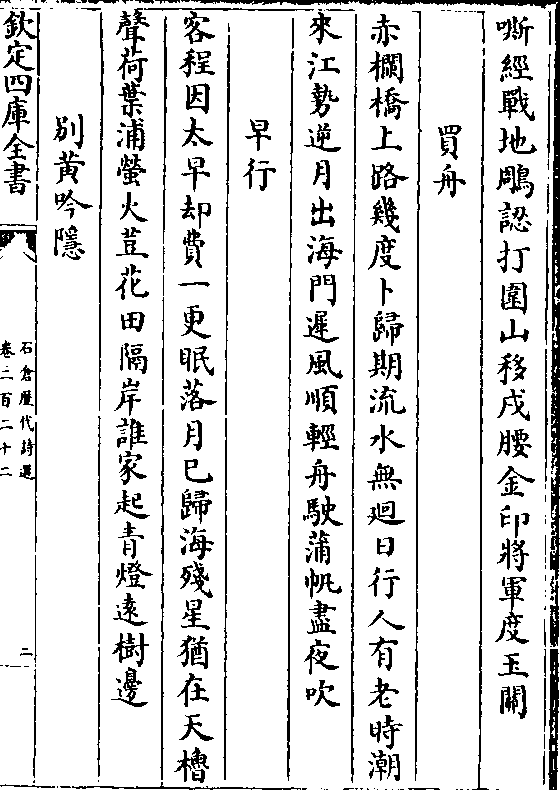 嘶經戰地鵰認打圍山移戍腰金印將軍度玉關
買舟
赤欄橋上路幾度卜歸期流水無廻日行人有老時潮
來江勢逆月出海門遲風順輕舟駛蒲帆盡夜吹
早行
客程因太早却費一更眠落月已歸海殘星猶在天櫓
聲荷葉浦螢火荳花田隔岸誰家起青燈遠樹邊
別黄吟隱
欽定四庫全書
石倉歷代詩選
卷二百二十二
二